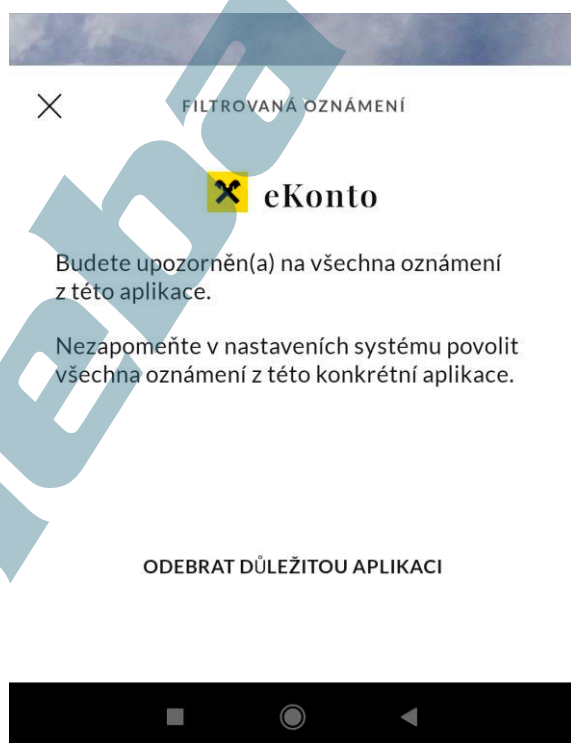 FILTROVANÁ OZNÁMENÍ
eKonto
Budete upozorněn(a) na všechna oznámení
z této aplikace.
Nezapomeňte v nastaveních systému povolit
všechna oznámení z této konkrétní aplikace.
ODEBRAT DŮLEŽITOU APLIKACI